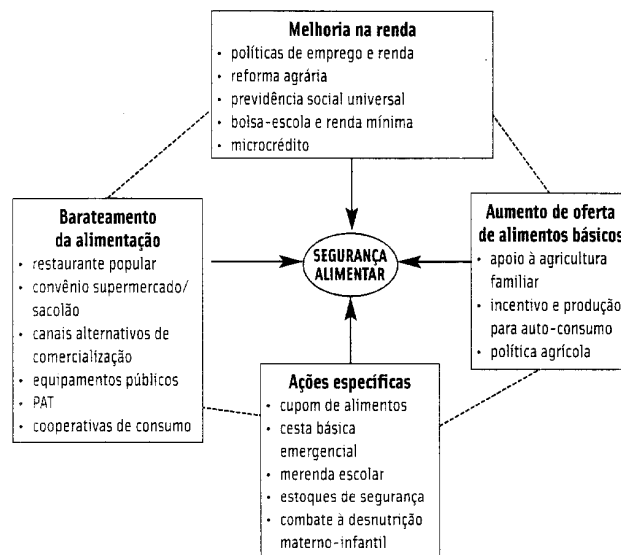 Melhoria na renda
• políticas de emprego e renda
• reforma agrária
• previdência social universal
• bolsa-escola e renda mínima
• microcrédito
Barateamento
da alimentação
• restaurante popular
• convênio supermercado/
sacolão
• canais alternativos de
comercialização
• equipamentos públicos
• PAT
• cooperativas de consumo
SEGURANÇA
ALIMENTAR
Aumento de oferta
de alimentos básicos
• apoio à agricultura
familiar
• incentivo e produção
para auto-consumo
• política agrícola
Ações específicas
• cupom de alimentos
• cesta básica
emergencial
• merenda escolar
• estoques de segurança
• combate à desnutrição
materno-infantil